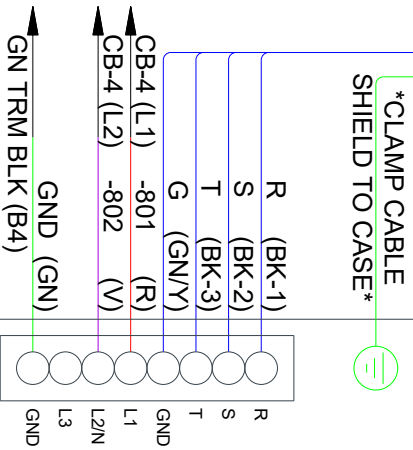 *CLAMP CABLE
SHIELD TO CASE*
R (BK-1)
S (BK-2)
T (BK-3)
G (GN/Y)
CB-4 (L1) -801 (R)
CB-4 (L2) -802 (V)
GND (GN)
GN TRM BLK (B4)
R
S
T
GND
L1
L2/N
L3
GND